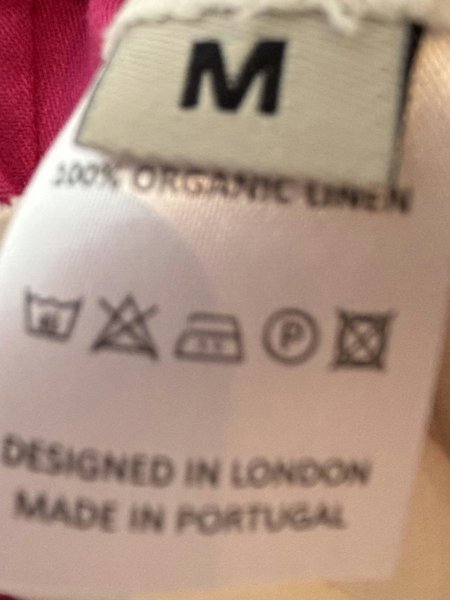 M
100% ORGANIC LINEN
P
DESIGNED IN LONDON
MADE IN PORTUGAL